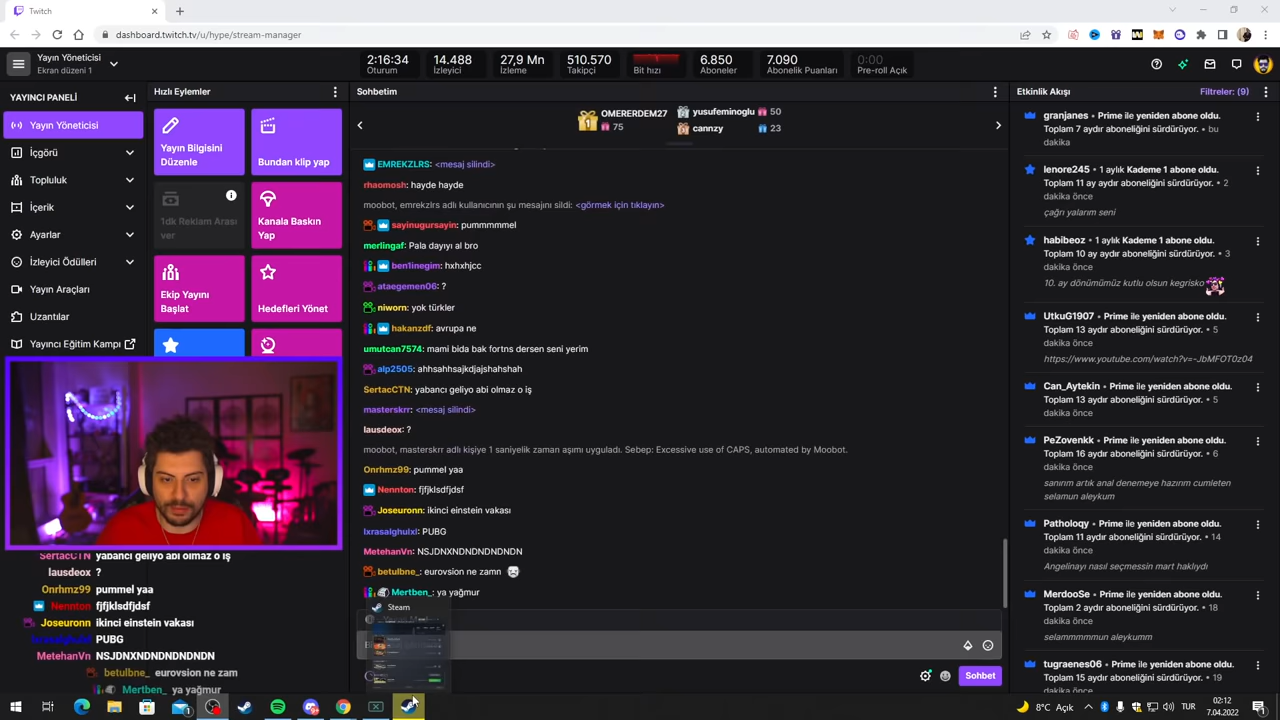 Twitch
dashboard.twitch.tv/u/hype/stream-manager
Yayın Yöneticisi
Ekran düzeni 1
2:16:34
Oturum
14.488
İzleyici
27,9 Mn
İzleme
510.570
Takipçi
Bit hızı
6.850
Aboneler
7.090
Abonelik Puanları
0:00
Pre-roll Açık
YAYINCI PANELİ
Yayın Yöneticisi
İçgörü
Topluluk
İçerik
Ayarlar
İzleyici Ödülleri
Yayın Araçları
Uzantılar
Yayıncı Eğitim Kampı
Hızlı Eylemler
Yayın Bilgisini
Düzenle
Bundan klip yap
1dk Reklam Arası
ver
Kanala Baskın
Yap
Ekip Yayını
Başlat
Hedefleri Yönet
Sohbetim
1
OMERERDEM27
75
yusufeminoglu 50
cannzy 23
EMREKZLRS: <mesaj silindi>
rhaomosh: hayde hayde
moobot, emrekzlrs adlı kullanıcının şu mesajını sildi: <görmek için tıklayın>
sayinugursayin: pummmmel
merlingaf: Pala dayıyı al bro
ben1inegim: hxhxhjcc
ataegemen06: ?
niworn: yok türkler
hakanzdf: avrupa ne
umutcan7574: mami bida bak fortns dersen seni yerim
alp2505: ahhsahhsajkdjajshahshah
SertacCTN: yabancı geliyo abi olmaz o iş
masterskrr: <mesaj silindi>
lausdeox: ?
moobot, masterskrr adlı kişiye 1 saniyelik zaman aşımı uyguladı. Sebep: Excessive use of CAPS, automated by Moobot.
Onrhmz99: pummel yaa
Nennton: fjfjklsdfjdsf
Joseuronn: ikinci einstein vakası
lxrasalghulxl: PUBG
MetehanVn: NSJDNXNDNDNDNDNDN
betulbne_: eurovsion ne zamn
Mertben_: ya yağmur
Steam
Sohbet
Etkinlik Akışı
Filtreler: (9)
granjanes • Prime ile yeniden abone oldu.
Toplam 7 aydır aboneliğini sürdürüyor. • bu
dakika
lenore245 • 1 aylık Kademe 1 abone oldu.
Toplam 11 ay aydır aboneliğini sürdürüyor. • 2
dakika önce
çağrı yalarım seni
habibeoz • 1 aylık Kademe 1 abone oldu.
Toplam 10 ay aydır aboneliğini sürdürüyor. • 3
dakika önce
10. ay dönümümüz kutlu olsun kegrisko
UtkuG1907 • Prime ile yeniden abone oldu.
Toplam 13 aydır aboneliğini sürdürüyor. • 5
dakika önce
https://www.youtube.com/watch?v=-JbMFOT0z04
Can_Aytekin • Prime ile yeniden abone oldu.
Toplam 13 aydır aboneliğini sürdürüyor. • 5
dakika önce
PeZovenkk • Prime ile yeniden abone oldu.
Toplam 16 aydır aboneliğini sürdürüyor. • 6
dakika önce
sanırım artık anal denemeye hazırım cumleten
selamun aleykum
Patholoqy • Prime ile yeniden abone oldu.
Toplam 11 aydır aboneliğini sürdürüyor. • 14
dakika önce
Angelinayı nasıl seçmessin mart haklıydı
MerdooSe • Prime ile yeniden abone oldu.
Toplam 2 aydır aboneliğini sürdürüyor. • 18
dakika önce
selammmmmun aleykumm
tugraenes06 • Prime ile yeniden abone oldu.
Toplam 15 aydır aboneliğini sürdürüyor. • 19
dakika önce
SertacCTN yabancı geliyo abi olmaz o iş
lausdeox ?
Onrhmz99 pummel yaa
Nennton fjfjklsdfjdsf
Joseuronn ikinci einstein vakası
lxrasalghulxl PUBG
MetehanVn NSJDNXNDNDNDNDNDN
betulbne_ eurovsion ne zam
Mertben_ ya yağmur
8°C Açık
TUR
02:12
7.04.2022